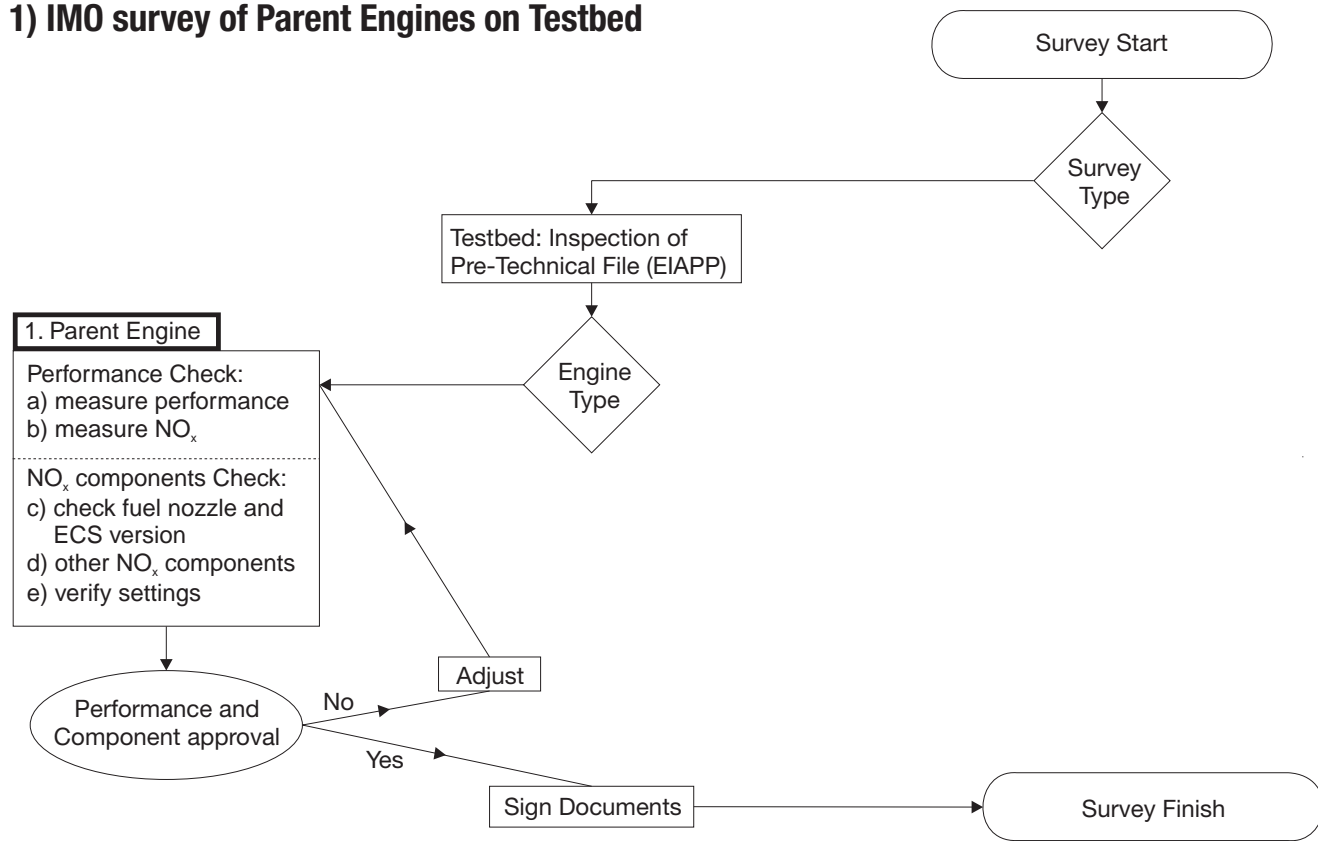 1) IMO survey of Parent Engines on Testbed
Survey Start
Survey
Type
Testbed: Inspection of
Pre-Technical File (EIAPP)
Engine
Type
1. Parent Engine
Performance Check:
a) measure performance
b) measure NOₓ
NOₓ components Check:
c) check fuel nozzle and
ECS version
d) other NOₓ components
e) verify settings
Performance and
Component approval
No
Adjust
Yes
Sign Documents
Survey Finish